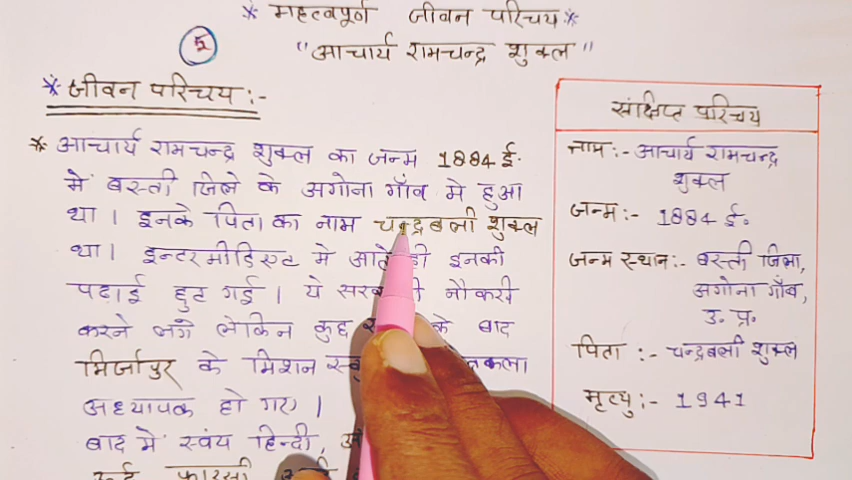 * महत्वपूर्ण जीवन परिचय *
5
"आचार्य रामचन्द्र शुक्ल"
* जीवन परिचय :-
* आचार्य रामचन्द्र शुक्ल का जन्म 1884 ई.
में बस्ती जिले के अगोना गाँव मे हुआ
था। इनके पिता का नाम चन्द्रबली शुक्ल
था। इन्टरमीडिएट मे आते ही इनकी
पढ़ाई छुट गई। ये नौकरी
करने लगे लेकिन कुछ के बाद
मिर्जापुर के मिशन
अध्यापक हो गए।
बाद में स्वंय हिन्दी,
फारसी
संक्षिप्त परिचय
नाम :- आचार्य रामचन्द्र
शुक्ल
जन्म :- 1884 ई.
जन्म स्थान :- बस्ती जिला,
अगोना गाँव,
उ. प्र.
पिता :- चन्द्रबली शुक्ल
मृत्यु :- 1941